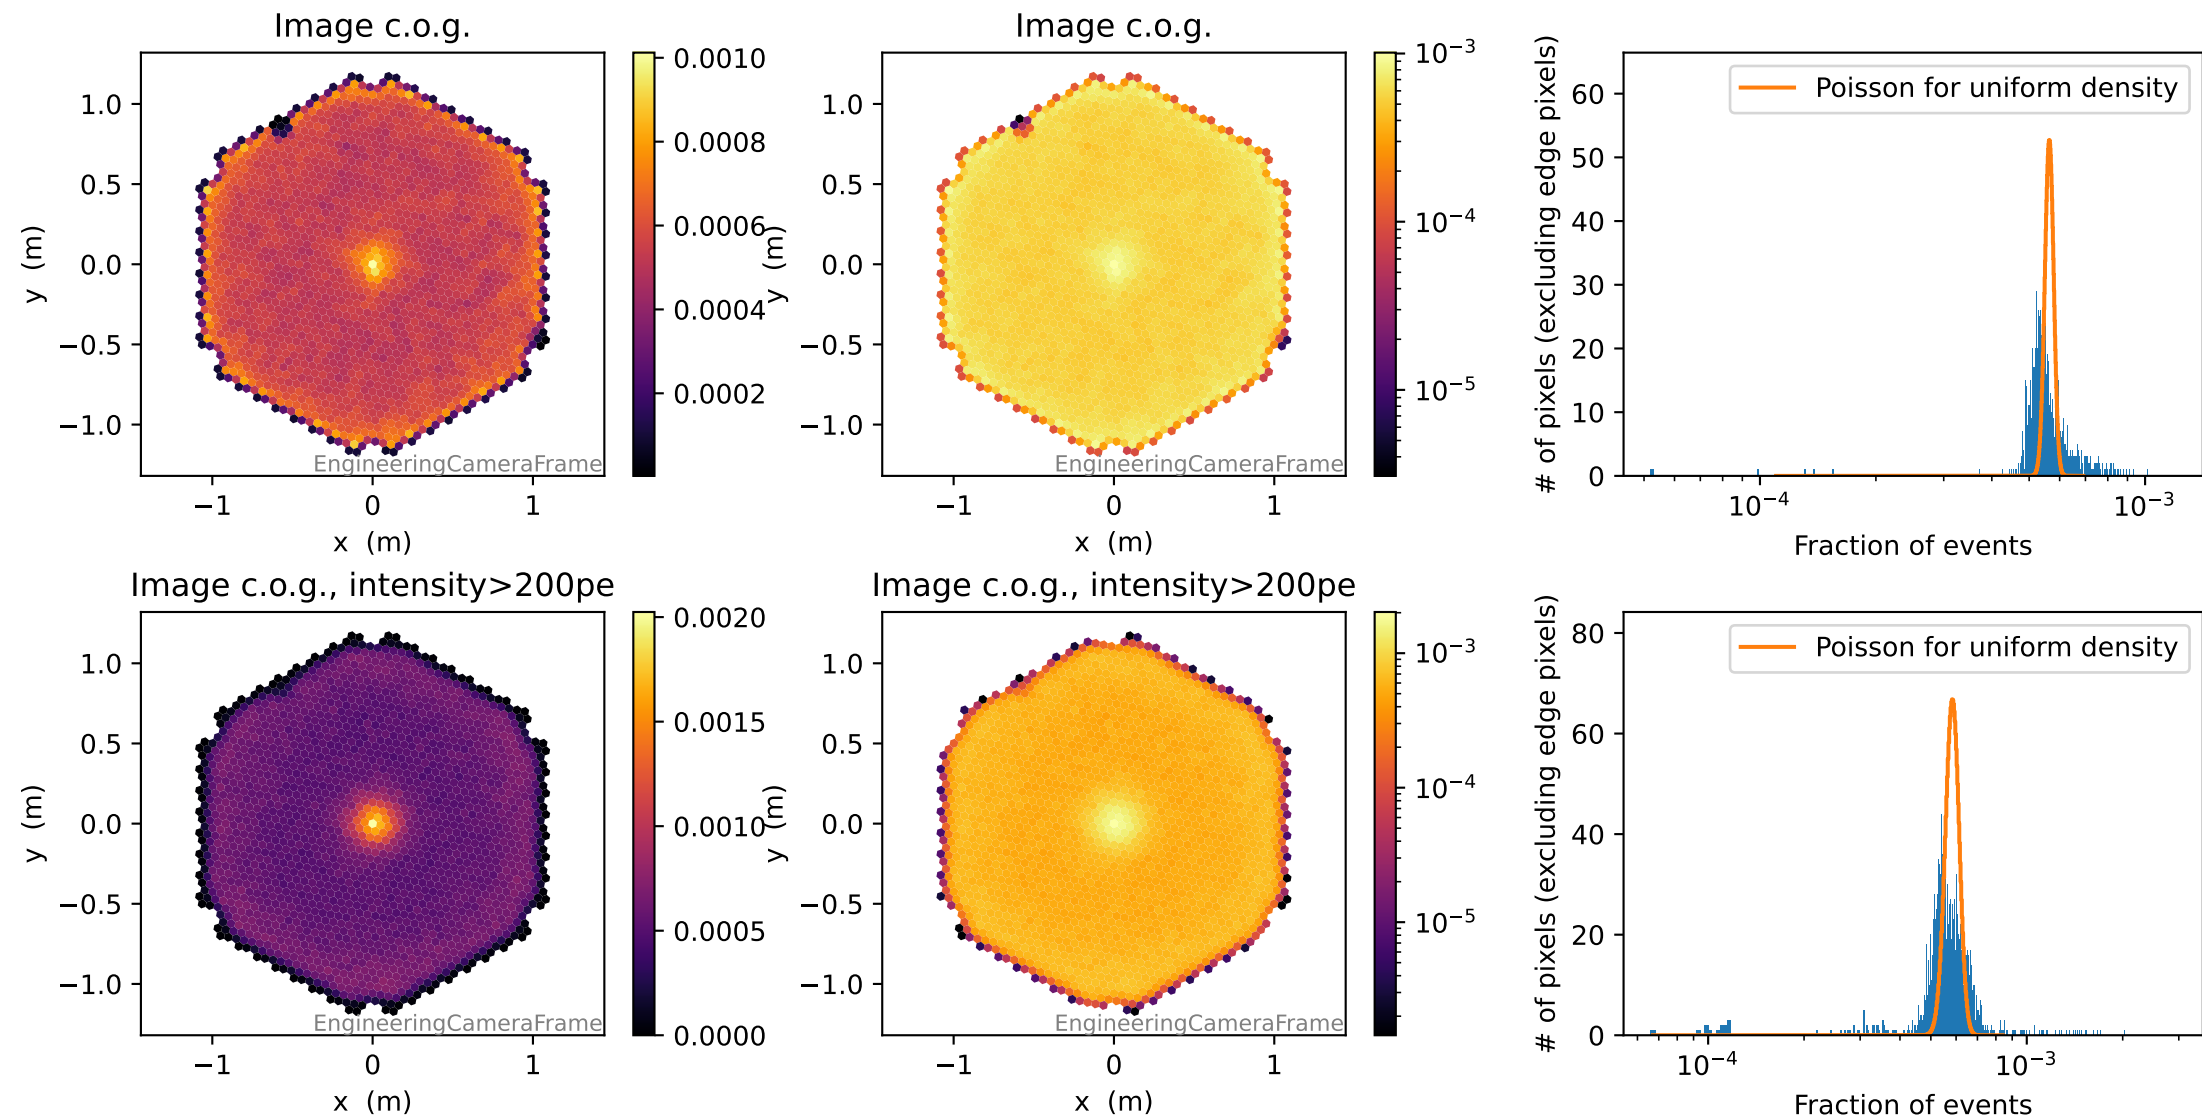 Image c.o.g.
1.0
0.5
0.0
−0.5
−1.0
y (m)
−1
0
1
x (m)
EngineeringCameraFrame
0.0010
0.0008
0.0006
0.0004
0.0002
Image c.o.g.
1.0
0.5
0.0
−0.5
−1.0
y (m)
−1
0
1
x (m)
EngineeringCameraFrame
10−3
10−4
10−5
# of pixels (excluding edge pixels)
60
50
40
30
20
10
0
Poisson for uniform density
10−4
10−3
Fraction of events
Image c.o.g., intensity>200pe
1.0
0.5
0.0
−0.5
−1.0
y (m)
−1
0
1
x (m)
EngineeringCameraFrame
0.0020
0.0015
0.0010
0.0005
0.0000
Image c.o.g., intensity>200pe
1.0
0.5
0.0
−0.5
−1.0
y (m)
−1
0
1
x (m)
EngineeringCameraFrame
10−3
10−4
10−5
# of pixels (excluding edge pixels)
80
60
40
20
0
Poisson for uniform density
10−4
10−3
Fraction of events